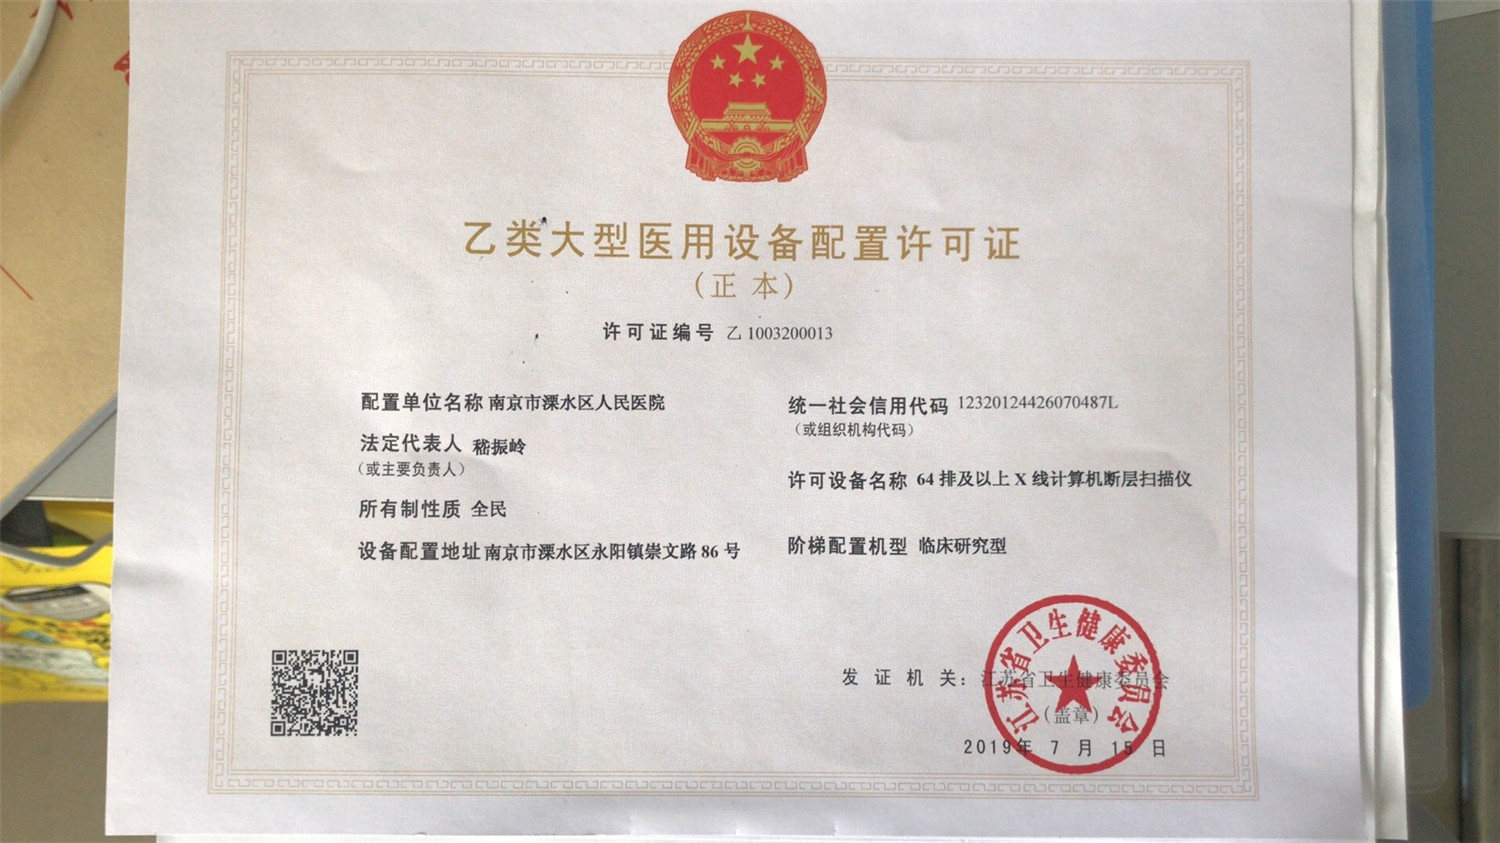 乙类大型医用设备配置许可证
（正本）
许可证编号 乙1003200013
配置单位名称 南京市溧水区人民医院
统一社会信用代码 12320124426070487L
（或组织机构代码）
法定代表人 嵇振岭
（或主要负责人）
许可设备名称 64 排及以上 X 线计算机断层扫描仪
所有制性质 全民
设备配置地址 南京市溧水区永阳镇崇文路 86 号
阶梯配置机型 临床研究型
发证机关：江苏省卫生健康委员会
（盖章）
2019年 7 月 15 日
江苏省卫生健康委员会